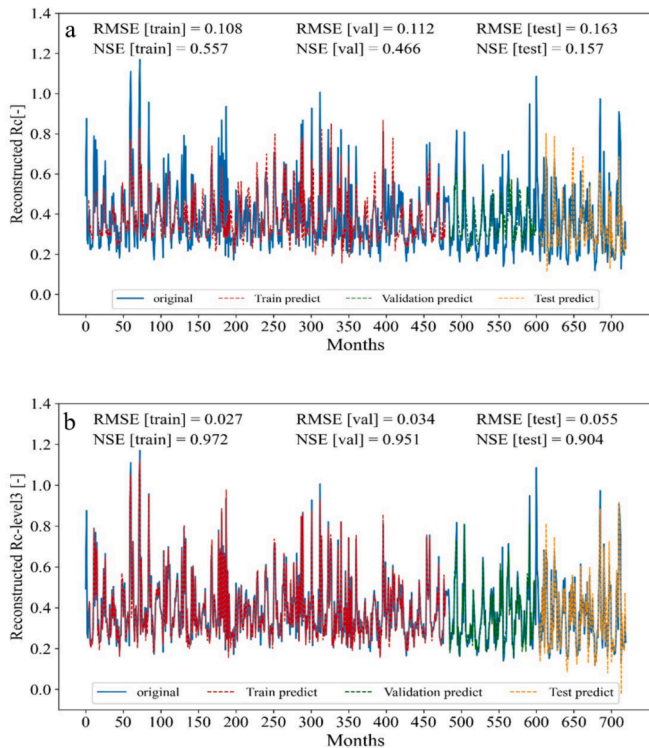 a
RMSE [train] = 0.108 RMSE [val] = 0.112 RMSE [test] = 0.163
NSE [train] = 0.557 NSE [val] = 0.466 NSE [test] = 0.157
1.4
1.2
1.0
0.8
0.6
0.4
0.2
0.0
Reconstructed Rc[-]
original Train predict Validation predict Test predict
0 50 100 150 200 250 300 350 400 450 500 550 600 650 700
Months
b
RMSE [train] = 0.027 RMSE [val] = 0.034 RMSE [test] = 0.055
NSE [train] = 0.972 NSE [val] = 0.951 NSE [test] = 0.904
1.4
1.2
1.0
0.8
0.6
0.4
0.2
0.0
Reconstructed Rc-level3 [-]
original Train predict Validation predict Test predict
0 50 100 150 200 250 300 350 400 450 500 550 600 650 700
Months